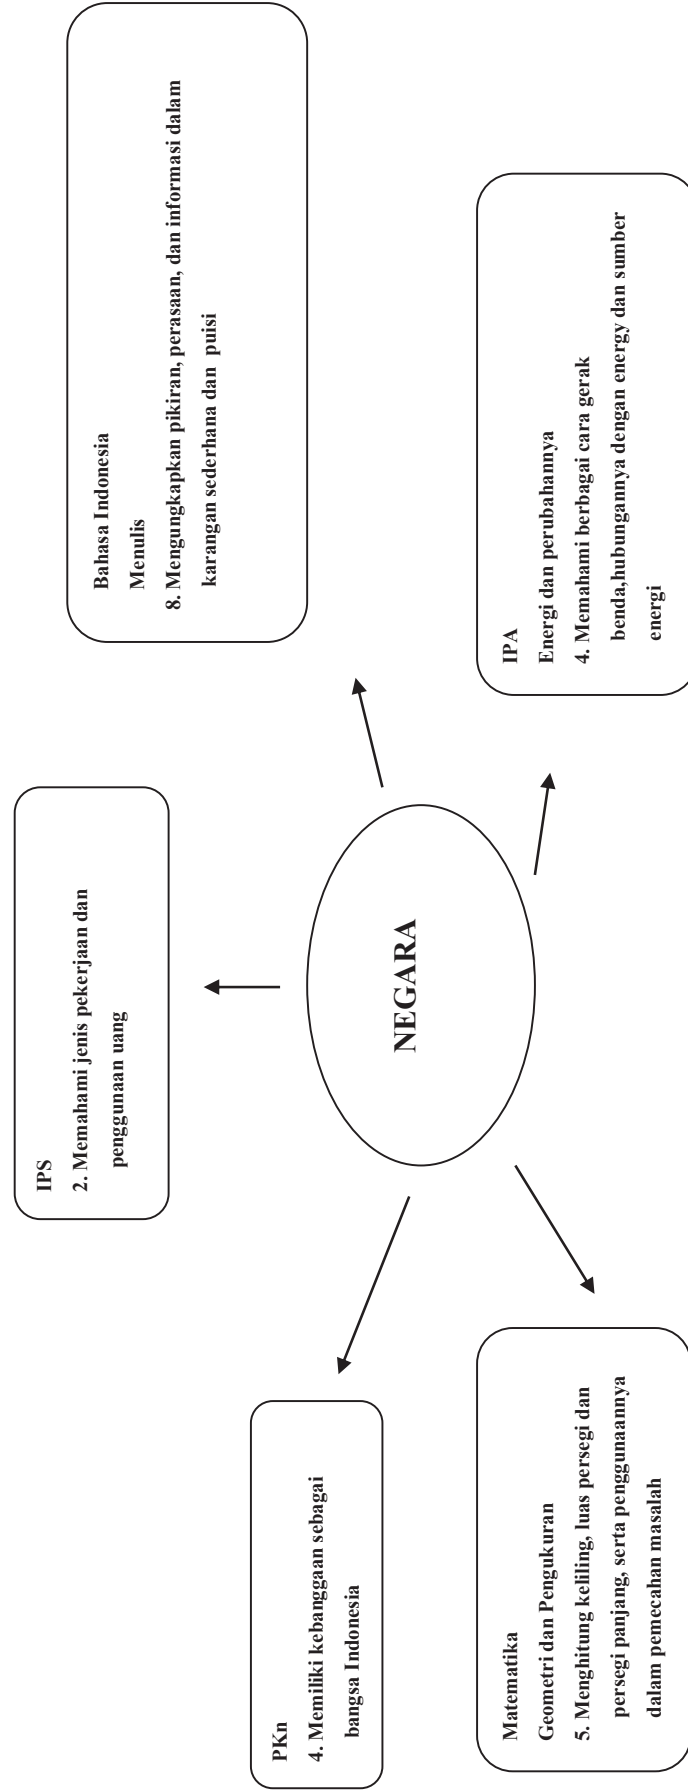 IPS
2. Memahami jenis pekerjaan dan
penggunaan uang
PKn
4. Memiliki kebanggaan sebagai
bangsa Indonesia
Bahasa Indonesia
Menulis
8. Mengungkapkan pikiran, perasaan, dan informasi dalam
karangan sederhana dan puisi
NEGARA
Matematika
Geometri dan Pengukuran
5. Menghitung keliling, luas persegi dan
persegi panjang, serta penggunaannya
dalam pemecahan masalah
IPA
Energi dan perubahannya
4. Memahami berbagai cara gerak
benda,hubungannya dengan energy dan sumber
energi